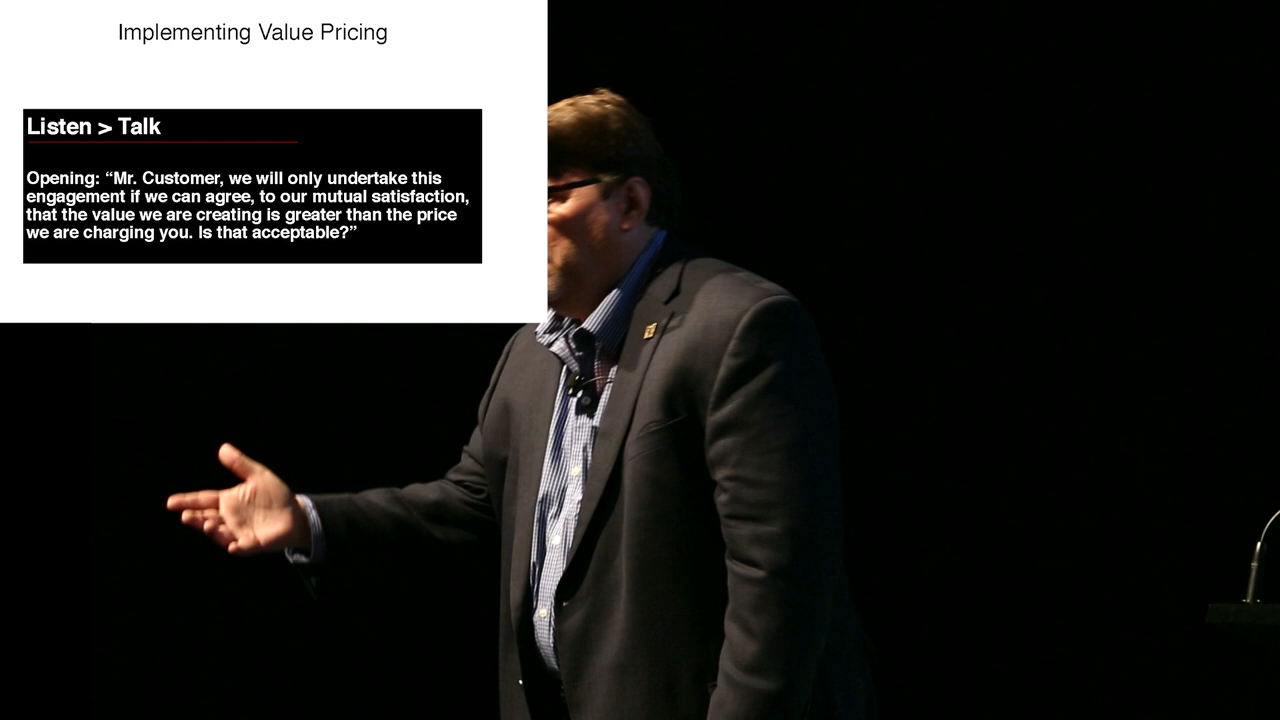 Implementing Value Pricing
Listen > Talk
Opening: “Mr. Customer, we will only undertake this
engagement if we can agree, to our mutual satisfaction,
that the value we are creating is greater than the price
we are charging you. Is that acceptable?”